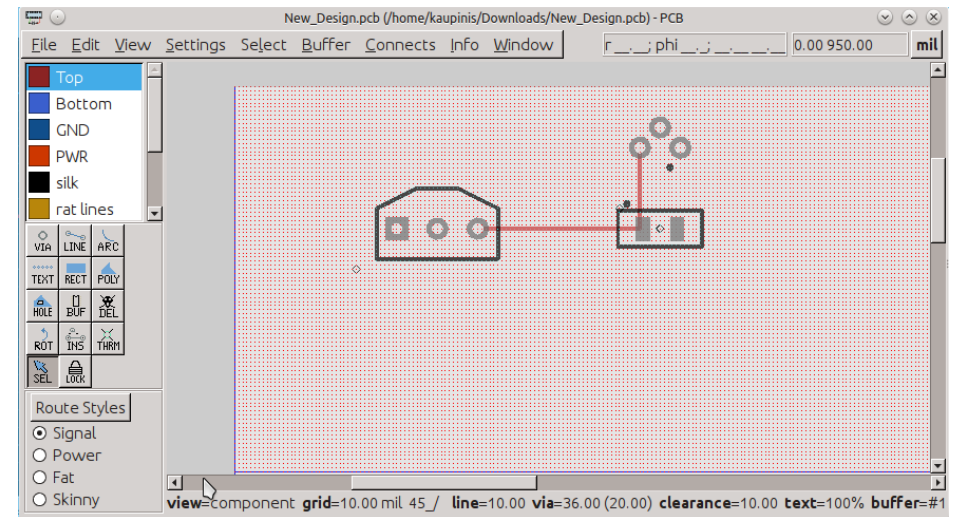 New_Design.pcb (/home/kaupinis/Downloads/New_Design.pcb) - PCB
File Edit View Settings Select Buffer Connects Info Window r __.__; phi __._; __.__ __.__ 0.00 950.00 mil
Top
Bottom
GND
PWR
silk
rat lines
VIA LINE ARC
TEXT RECT POLY
HOLE BUF DEL
ROT INS THRM
SEL LOCK
Route Styles
Signal
Power
Fat
Skinny
view=component grid=10.00 mil 45_/ line=10.00 via=36.00 (20.00) clearance=10.00 text=100% buffer=#1